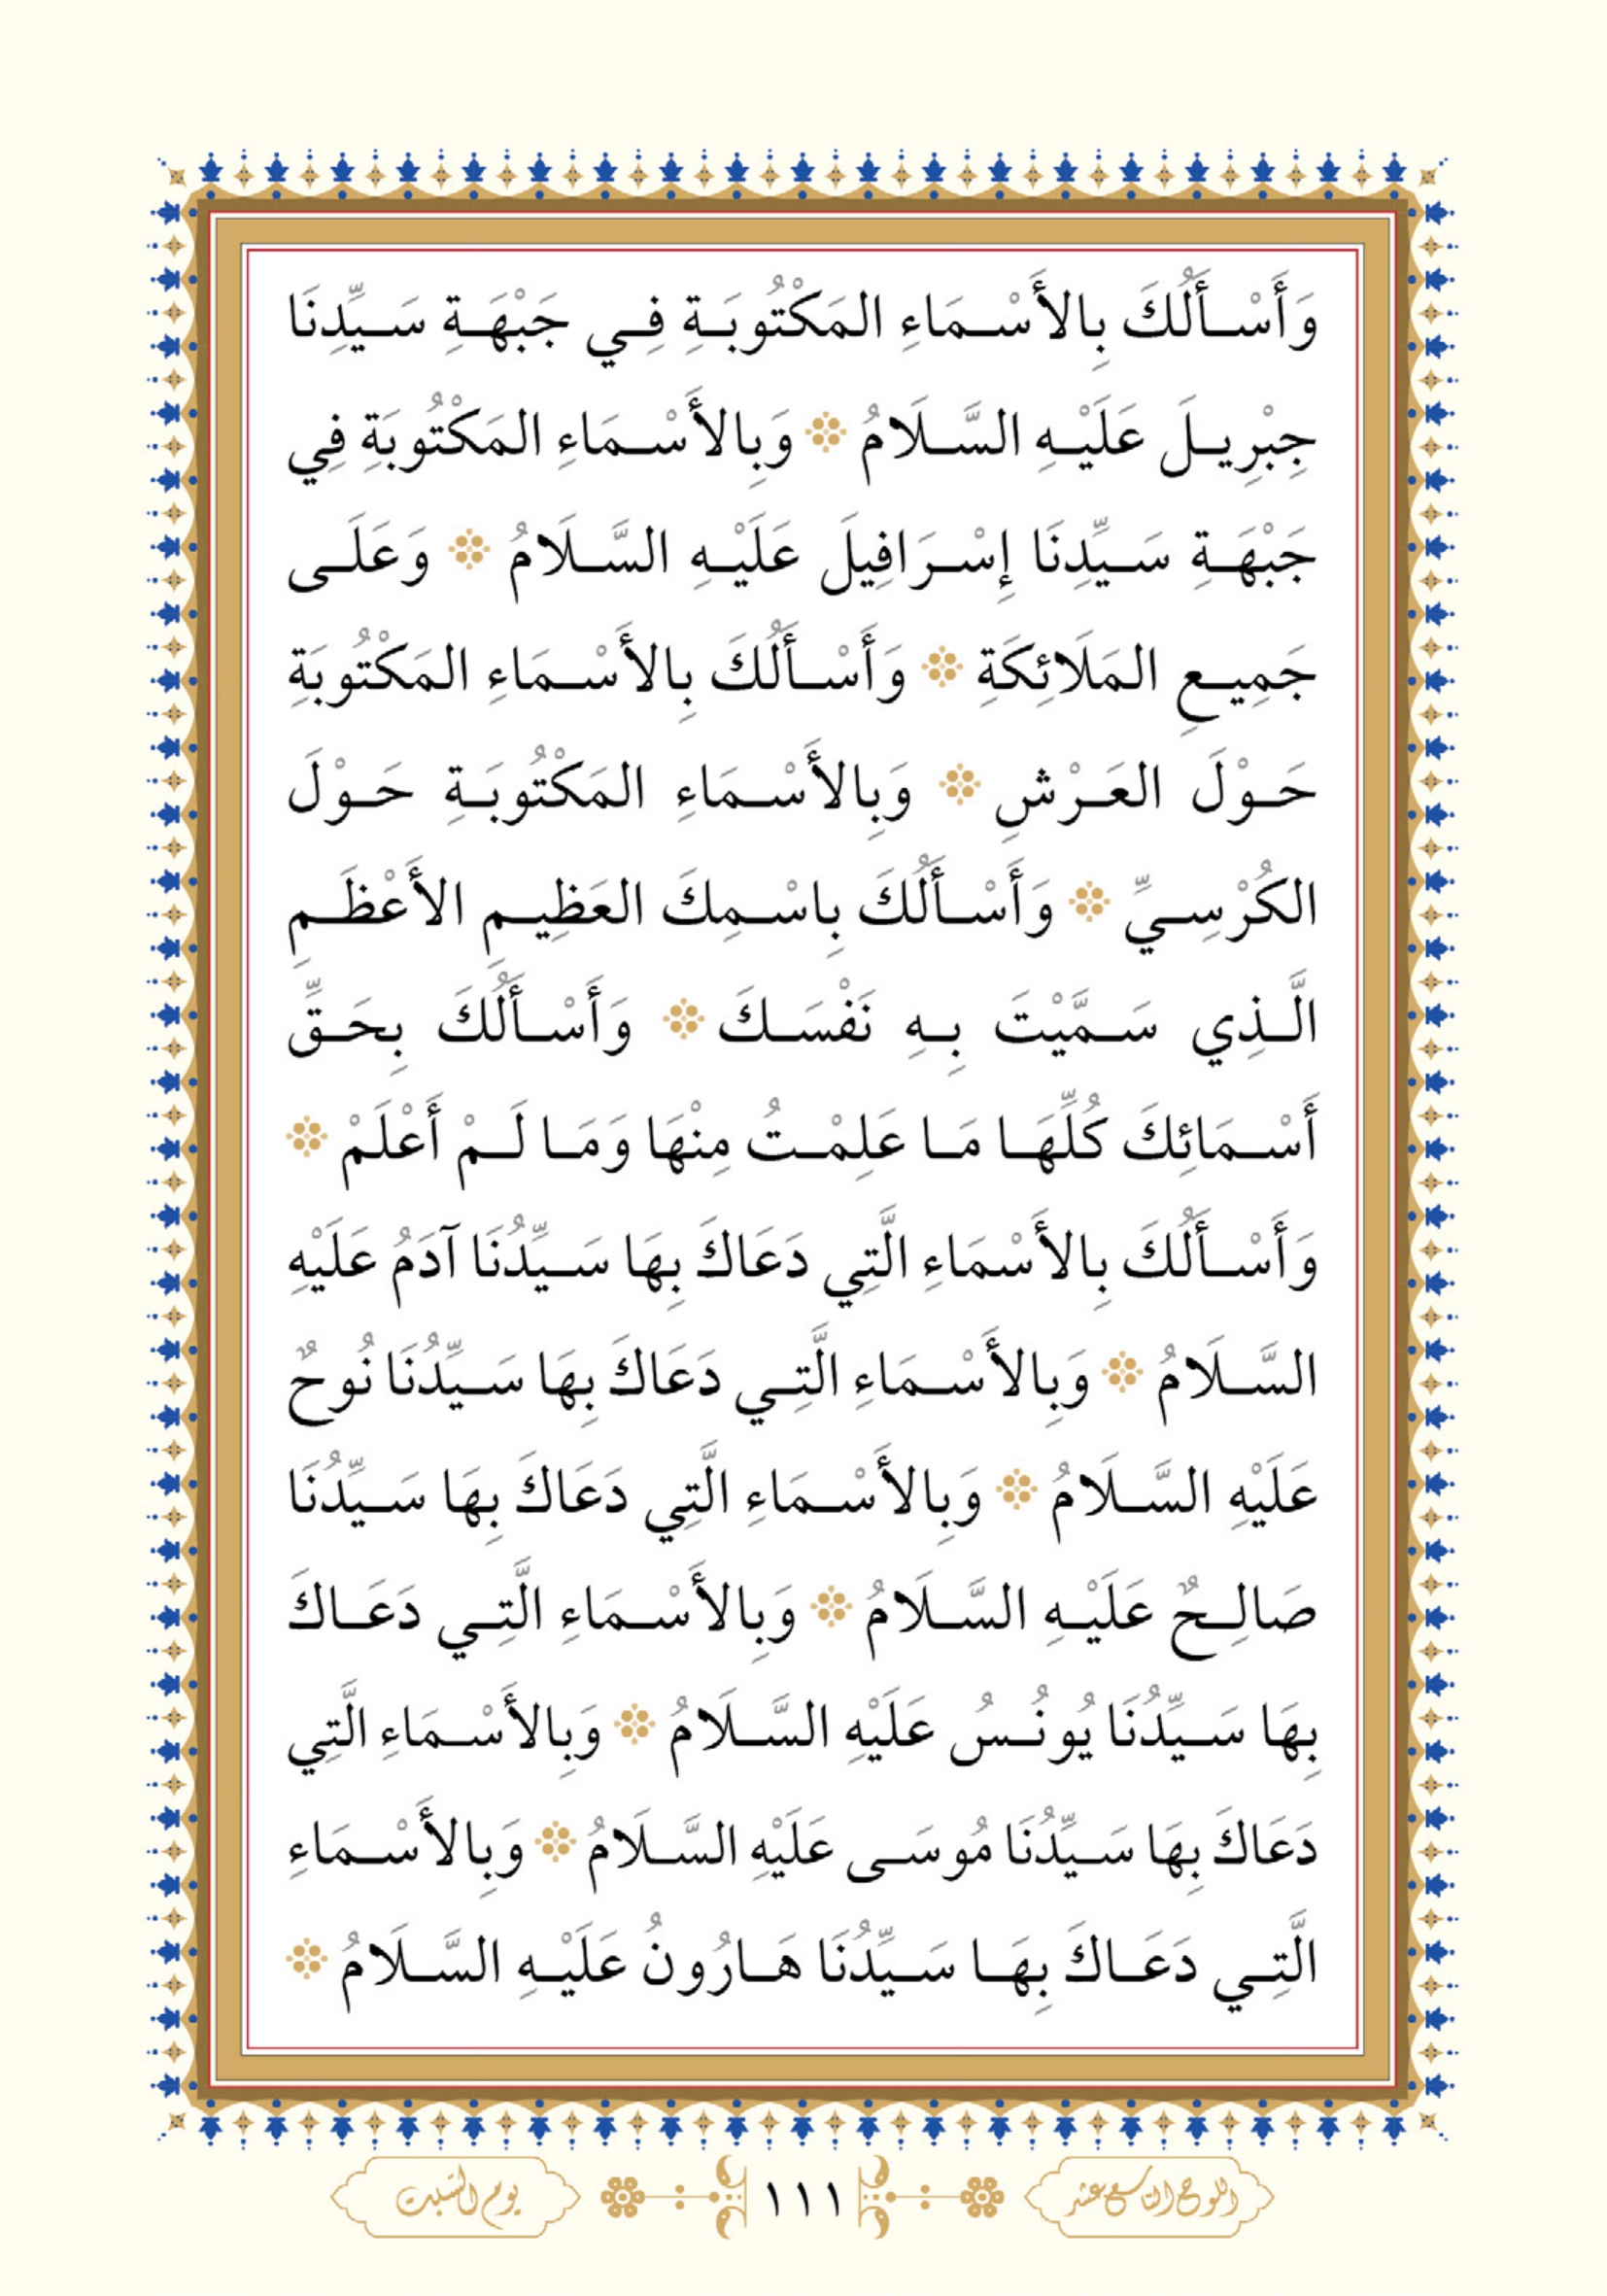 وَأَسْأَلُكَ بِالأَسْمَاءِ المَكْتُوبَةِ فِي جَبْهَةِ سَيِّدِنَا
جِبْرِيلَ عَلَيْهِ السَّلَامُ ۞ وَبِالأَسْمَاءِ المَكْتُوبَةِ فِي
جَبْهَةِ سَيِّدِنَا إِسْرَافِيلَ عَلَيْهِ السَّلَامُ ۞ وَعَلَى
جَمِيعِ المَلَائِكَةِ ۞ وَأَسْأَلُكَ بِالأَسْمَاءِ المَكْتُوبَةِ
حَوْلَ العَرْشِ ۞ وَبِالأَسْمَاءِ المَكْتُوبَةِ حَوْلَ
الكُرْسِيِّ ۞ وَأَسْأَلُكَ بِاسْمِكَ العَظِيمِ الأَعْظَمِ
الَّذِي سَمَّيْتَ بِهِ نَفْسَكَ ۞ وَأَسْأَلُكَ بِحَقِّ
أَسْمَائِكَ كُلِّهَا مَا عَلِمْتُ مِنْهَا وَمَا لَمْ أَعْلَمْ ۞
وَأَسْأَلُكَ بِالأَسْمَاءِ الَّتِي دَعَاكَ بِهَا سَيِّدُنَا آدَمُ عَلَيْهِ
السَّلَامُ ۞ وَبِالأَسْمَاءِ الَّتِي دَعَاكَ بِهَا سَيِّدُنَا نُوحٌ
عَلَيْهِ السَّلَامُ ۞ وَبِالأَسْمَاءِ الَّتِي دَعَاكَ بِهَا سَيِّدُنَا
صَالِحٌ عَلَيْهِ السَّلَامُ ۞ وَبِالأَسْمَاءِ الَّتِي دَعَاكَ
بِهَا سَيِّدُنَا يُونُسُ عَلَيْهِ السَّلَامُ ۞ وَبِالأَسْمَاءِ الَّتِي
دَعَاكَ بِهَا سَيِّدُنَا مُوسَى عَلَيْهِ السَّلَامُ ۞ وَبِالأَسْمَاءِ
الَّتِي دَعَاكَ بِهَا سَيِّدُنَا هَارُونُ عَلَيْهِ السَّلَامُ ۞
اللوح التاسع عشر ١١١ يوم السبت